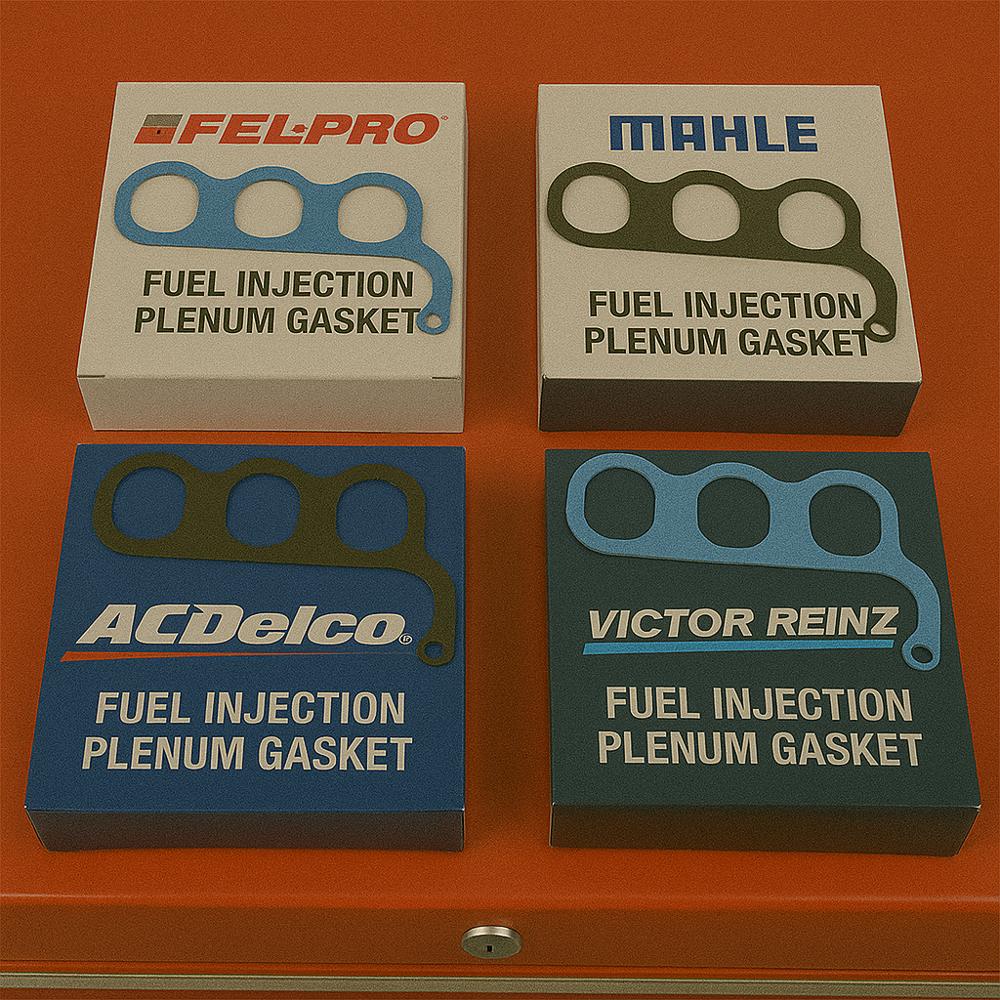 FEL-PRO®
FUEL INJECTION
PLENUM GASKET
MAHLE
FUEL INJECTION
PLENUM GASKET
ACDelco®
FUEL INJECTION
PLENUM GASKET
VICTOR REINZ
FUEL INJECTION
PLENUM GASKET